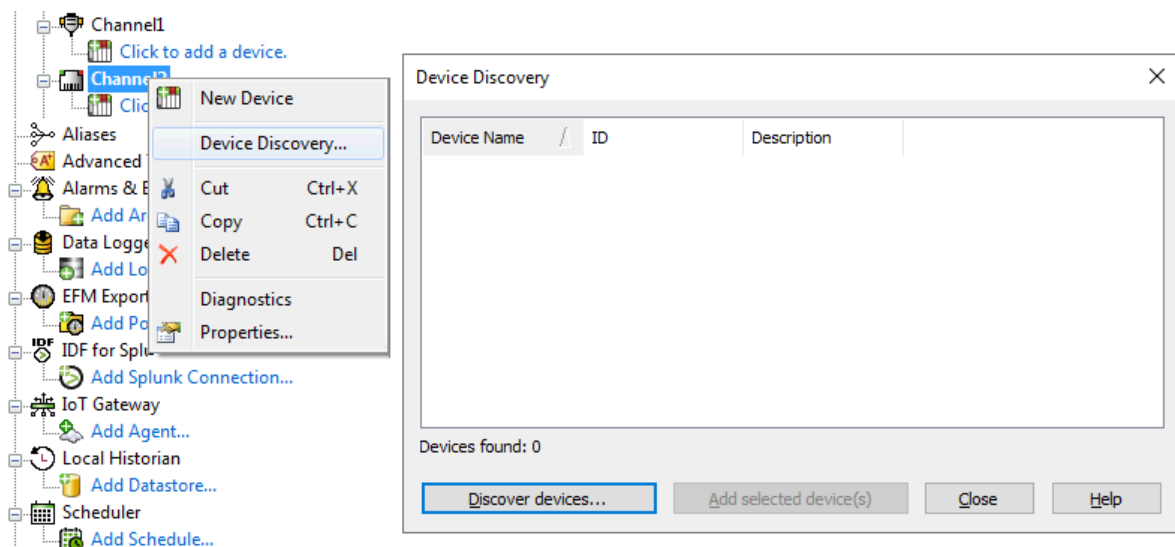 Channel1
Click to add a device.
Channel2
Clic
Aliases
Advanced
Alarms & E
Add Ar
Data Logge
Add Lo
EFM Export
Add Po
IDF for Splu
Add Splunk Connection...
IoT Gateway
Add Agent...
Local Historian
Add Datastore...
Scheduler
Add Schedule...
New Device
Device Discovery...
Cut Ctrl+X
Copy Ctrl+C
Delete Del
Diagnostics
Properties...
Device Discovery
Device Name ID Description
Devices found: 0
Discover devices... Add selected device(s) Close Help